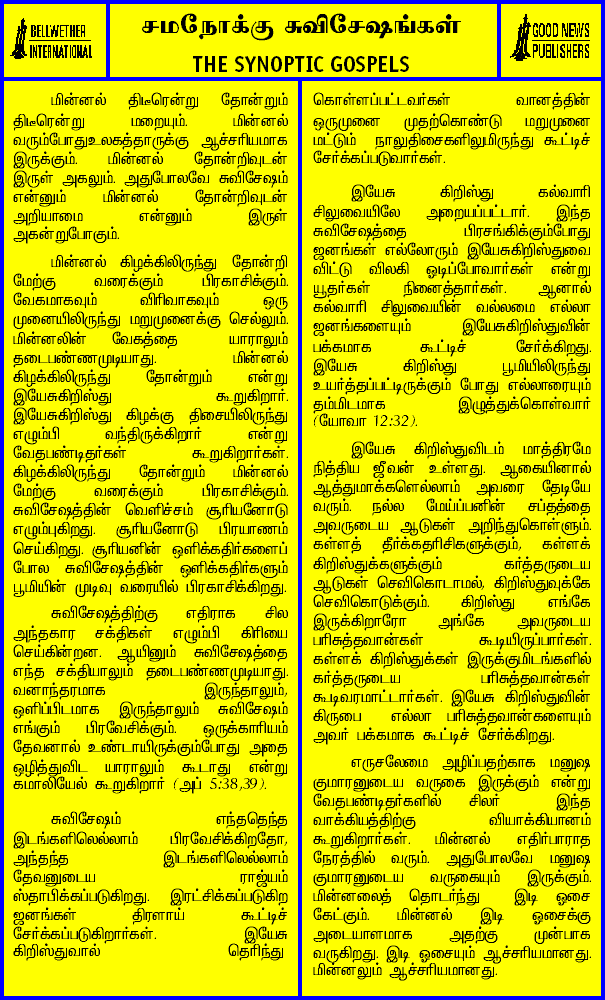 BELLWETHER
INTERNATIONAL
சமநோக்கு சுவிசேஷங்கள்
THE SYNOPTIC GOSPELS
GOOD NEWS
PUBLISHERS
மின்னல் திடீரென்று தோன்றும்
திடீரென்று மறையும். மின்னல்
வரும்போதுஉலகத்தாருக்கு ஆச்சரியமாக
இருக்கும். மின்னல் தோன்றிவுடன்
இருள் அகலும். அதுபோலவே சுவிசேஷம்
என்னும் மின்னல் தோன்றிவுடன்
அறியாமை என்னும் இருள்
அகன்றுபோகும்.
மின்னல் கிழக்கிலிருந்து தோன்றி
மேற்கு வரைக்கும் பிரகாசிக்கும்.
வேகமாகவும் விரிவாகவும் ஒரு
முனையிலிருந்து மறுமுனைக்கு செல்லும்.
மின்னலின் வேகத்தை யாராலும்
தடைபண்ணமுடியாது. மின்னல்
கிழக்கிலிருந்து தோன்றும் என்று
இயேசுகிறிஸ்து கூறுகிறார்.
இயேசுகிறிஸ்து கிழக்கு திசையிலிருந்து
எழும்பி வந்திருக்கிறார் என்று
வேதபண்டிதர்கள் கூறுகிறார்கள்.
கிழக்கிலிருந்து தோன்றும் மின்னல்
மேற்கு வரைக்கும் பிரகாசிக்கும்.
சுவிசேஷத்தின் வெளிச்சம் சூரியனோடு
எழும்புகிறது. சூரியனோடு பிரயாணம்
செய்கிறது. சூரியனின் ஒளிக்கதிர்களைப்
போல சுவிசேஷத்தின் ஒளிக்கதிர்களும்
பூமியின் முடிவு வரையில் பிரகாசிக்கிறது.
சுவிசேஷத்திற்கு எதிராக சில
அந்தகார சக்திகள் எழும்பி கிரியை
செய்கின்றன. ஆயினும் சுவிசேஷத்தை
எந்த சக்தியாலும் தடைபண்ணமுடியாது.
வனாந்தரமாக இருந்தாலும்,
ஒளிப்பிடமாக இருந்தாலும் சுவிசேஷம்
எங்கும் பிரவேசிக்கும். ஒருக்காரியம்
தேவனால் உண்டாயிருக்கும்போது அதை
ஒழித்துவிட யாராலும் கூடாது என்று
கமாலியேல் கூறுகிறார் (அப் 5:38,39).
சுவிசேஷம் எந்தெந்த
இடங்களிலெல்லாம் பிரவேசிக்கிறதோ,
அந்தந்த இடங்களிலெல்லாம்
தேவனுடைய ராஜ்யம்
ஸ்தாபிக்கப்படுகிறது. இரட்சிக்கப்படுகிற
ஜனங்கள் திரளாய் கூட்டிச்
சேர்க்கப்படுகிறார்கள். இயேசு
கிறிஸ்துவால் தெரிந்து
கொள்ளப்பட்டவர்கள் வானத்தின்
ஒருமுனை முதற்கொண்டு மறுமுனை
மட்டும் நாலுதிசைகளிலுமிருந்து கூட்டிச்
சேர்க்கப்படுவார்கள்.
இயேசு கிறிஸ்து கல்வாரி
சிலுவையிலே அறையப்பட்டார். இந்த
சுவிசேஷத்தை பிரசங்கிக்கும்போது
ஜனங்கள் எல்லோரும் இயேசுகிறிஸ்துவை
விட்டு விலகி ஓடிப்போவார்கள் என்று
யூதர்கள் நினைத்தார்கள். ஆனால்
கல்வாரி சிலுவையின் வல்லமை எல்லா
ஜனங்களையும் இயேசுகிறிஸ்துவின்
பக்கமாக கூட்டிச் சேர்க்கிறது.
இயேசு கிறிஸ்து பூமியிலிருந்து
உயர்த்தப்பட்டிருக்கும் போது எல்லாரையும்
தம்மிடமாக இழுத்துக்கொள்வார்
(யோவா 12:32).
இயேசு கிறிஸ்துவிடம் மாத்திரமே
நித்திய ஜீவன் உள்ளது. ஆகையினால்
ஆத்துமாக்களெல்லாம் அவரை தேடியே
வரும். நல்ல மேய்ப்பனின் சப்தத்தை
அவருடைய ஆடுகள் அறிந்துகொள்ளும்.
கள்ளத் தீர்க்கதரிசிகளுக்கும், கள்ளக்
கிறிஸ்துக்களுக்கும் கர்த்தருடைய
ஆடுகள் செவிகொடாமல், கிறிஸ்துவுக்கே
செவிகொடுக்கும். கிறிஸ்து எங்கே
இருக்கிறாரோ அங்கே அவருடைய
பரிசுத்தவான்கள் கூடியிருப்பார்கள்.
கள்ளக் கிறிஸ்துக்கள் இருக்குமிடங்களில்
கர்த்தருடைய பரிசுத்தவான்கள்
கூடிவரமாட்டார்கள். இயேசு கிறிஸ்துவின்
கிருபை எல்லா பரிசுத்தவான்களையும்
அவர் பக்கமாக கூட்டிச் சேர்க்கிறது.
எருசலேமை அழிப்பதற்காக மனுஷ
குமாரனுடைய வருகை இருக்கும் என்று
வேதபண்டிதர்களில் சிலர் இந்த
வாக்கியத்திற்கு வியாக்கியானம்
கூறுகிறார்கள். மின்னல் எதிர்பாராத
நேரத்தில் வரும். அதுபோலவே மனுஷ
குமாரனுடைய வருகையும் இருக்கும்.
மின்னலைத் தொடர்ந்து இடி ஓசை
கேட்கும். மின்னல் இடி ஓசைக்கு
அடையாளமாக அதற்கு முன்பாக
வருகிறது. இடி ஓசையும் ஆச்சரியமானது.
மின்னலும் ஆச்சரியமானது.